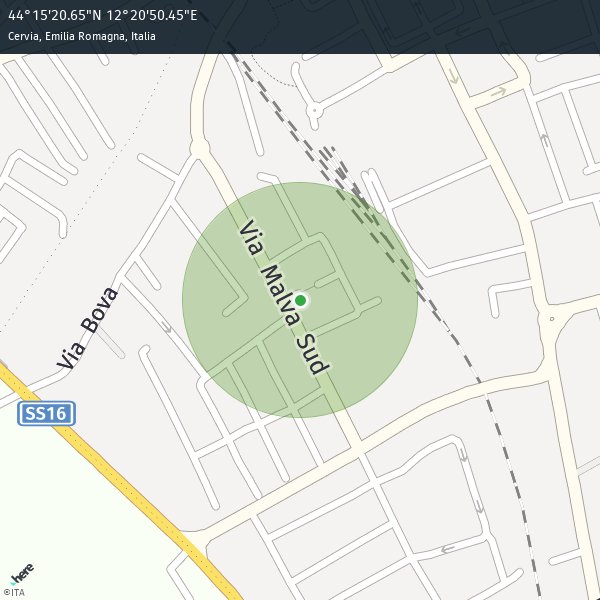 44°15'20.65"N 12°20'50.45"E
Cervia, Emilia Romagna, Italia
Via Malva Sud
Via Bova
SS16
here
©ITA